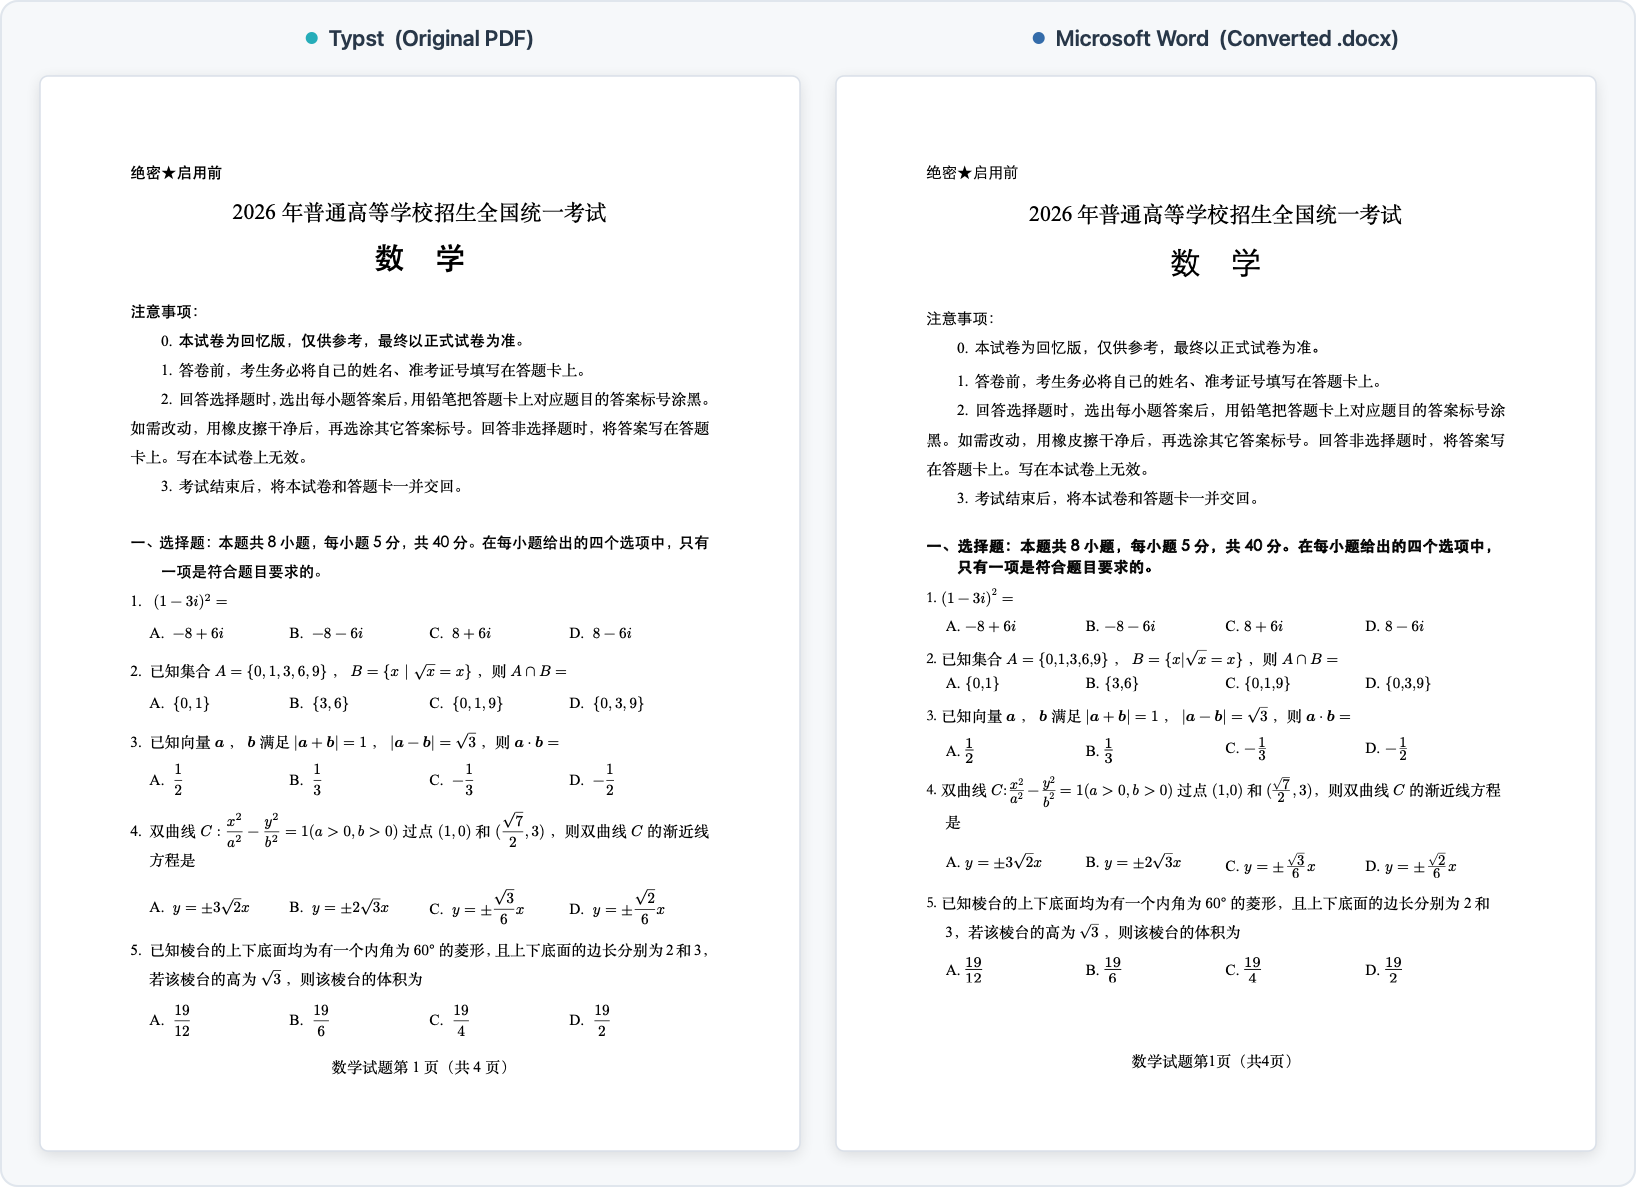 Typst (Original PDF)
绝密★启用前
2026 年普通高等学校招生全国统一考试
数 学
注意事项：
0. 本试卷为回忆版，仅供参考，最终以正式试卷为准。
1. 答卷前，考生务必将自己的姓名、准考证号填写在答题卡上。
2. 回答选择题时，选出每小题答案后，用铅笔把答题卡上对应题目的答案标号涂黑。
如需改动，用橡皮擦干净后，再选涂其它答案标号。回答非选择题时，将答案写在答题
卡上。写在本试卷上无效。
3. 考试结束后，将本试卷和答题卡一并交回。
一、选择题：本题共 8 小题，每小题 5 分，共 40 分。在每小题给出的四个选项中，只有
一项是符合题目要求的。
1. (1 − 3i)² =
A. −8 + 6i B. −8 − 6i C. 8 + 6i D. 8 − 6i
2. 已知集合 A = {0, 1, 3, 6, 9} ， B = {x | √x = x} ，则 A ∩ B =
A. {0, 1} B. {3, 6} C. {0, 1, 9} D. {0, 3, 9}
3. 已知向量 a ， b 满足 |a + b| = 1 ， |a − b| = √3 ，则 a · b =
A. 1/2 B. 1/3 C. −1/3 D. −1/2
4. 双曲线 C : x²/a² − y²/b² = 1(a > 0, b > 0) 过点 (1, 0) 和 (√7/2, 3) ，则双曲线 C 的渐近线
方程是
A. y = ±3√2x B. y = ±2√3x C. y = ±√3/6 x D. y = ±√2/6 x
5. 已知棱台的上下底面均为有一个内角为 60° 的菱形，且上下底面的边长分别为 2 和 3，
若该棱台的高为 √3 ，则该棱台的体积为
A. 19/12 B. 19/6 C. 19/4 D. 19/2
数学试题第 1 页（共 4 页）
Microsoft Word (Converted .docx)
绝密★启用前
2026 年普通高等学校招生全国统一考试
数 学
注意事项：
0. 本试卷为回忆版，仅供参考，最终以正式试卷为准。
1. 答卷前，考生务必将自己的姓名、准考证号填写在答题卡上。
2. 回答选择题时，选出每小题答案后，用铅笔把答题卡上对应题目的答案标号涂
黑。如需改动，用橡皮擦干净后，再选涂其它答案标号。回答非选择题时，将答案写
在答题卡上。写在本试卷上无效。
3. 考试结束后，将本试卷和答题卡一并交回。
一、选择题：本题共 8 小题，每小题 5 分，共 40 分。在每小题给出的四个选项中，
只有一项是符合题目要求的。
1. (1 − 3i)² =
A. −8 + 6i B. −8 − 6i C. 8 + 6i D. 8 − 6i
2. 已知集合 A = {0,1,3,6,9} ， B = {x|√x = x} ，则 A ∩ B =
A. {0,1} B. {3,6} C. {0,1,9} D. {0,3,9}
3. 已知向量 a ， b 满足 |a + b| = 1 ， |a − b| = √3 ，则 a · b =
A. 1/2 B. 1/3 C. −1/3 D. −1/2
4. 双曲线 C: x²/a² − y²/b² = 1(a > 0, b > 0) 过点 (1,0) 和 (√7/2, 3)，则双曲线 C 的渐近线方程
是
A. y = ±3√2x B. y = ±2√3x C. y = ±√3/6 x D. y = ±√2/6 x
5. 已知棱台的上下底面均为有一个内角为 60° 的菱形，且上下底面的边长分别为 2 和
3，若该棱台的高为 √3 ，则该棱台的体积为
A. 19/12 B. 19/6 C. 19/4 D. 19/2
数学试题第1页（共4页）